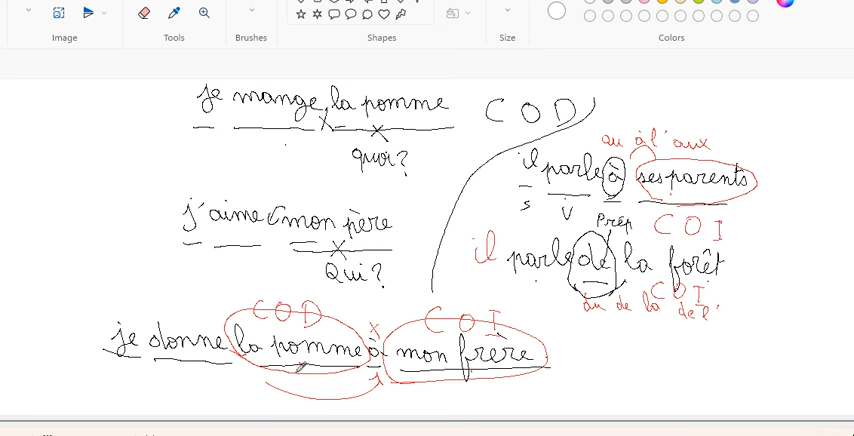 Image
Tools
Brushes
Shapes
Size
Colors
je mange la pomme
COD
quoi?
au à l' aux
il parle à ses parents
S V Prép COI
j'aime mon père
Qui?
il parle de la forêt
COI
du de la de l'
COD COI
je donne la pomme à mon frère